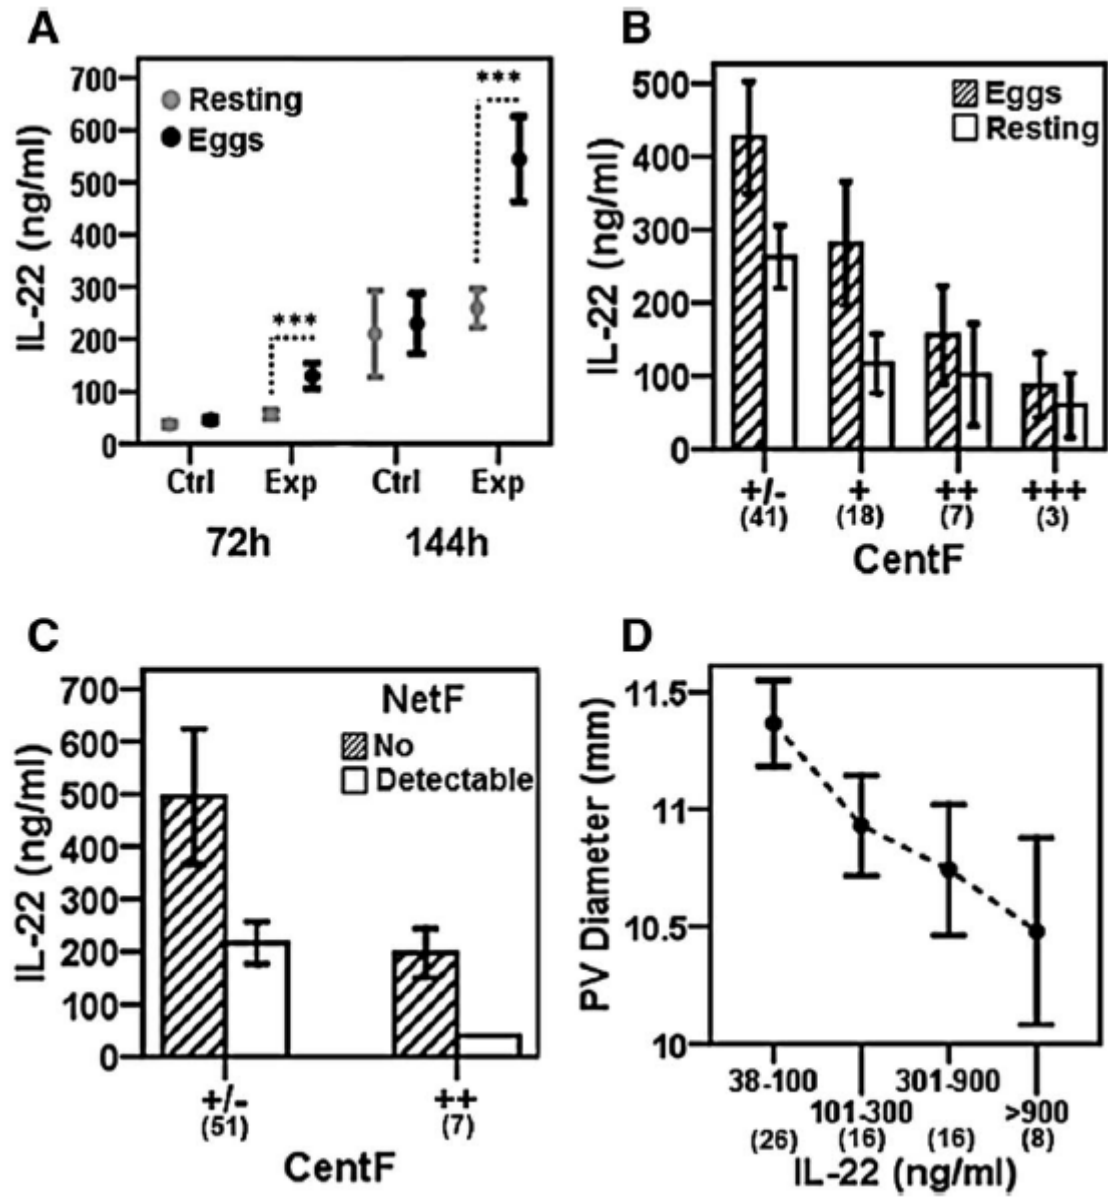 A
IL-22 (ng/ml)
700
600
500
400
300
200
100
0
Resting
Eggs
***
***
Ctrl Exp Ctrl Exp
72h 144h
B
IL-22 (ng/ml)
500
400
300
200
100
0
Eggs
Resting
+/- + ++ +++
(41) (18) (7) (3)
CentF
C
IL-22 (ng/ml)
700
600
500
400
300
200
100
0
NetF
No
Detectable
+/- ++
(51) (7)
CentF
D
PV Diameter (mm)
11.5
11
10.5
10
38-100 301-900
101-300 >900
(26) (16) (16) (8)
IL-22 (ng/ml)